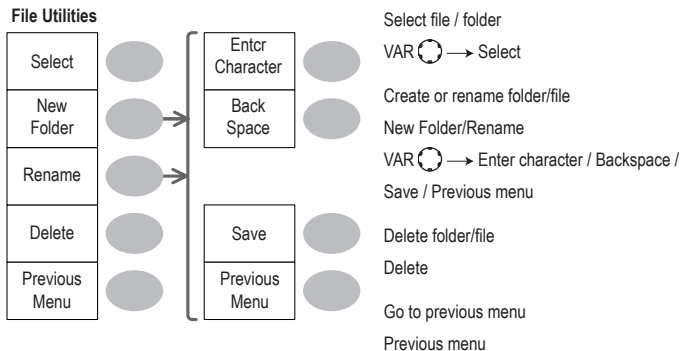 File Utilities
Select
New
Folder
Rename
Delete
Previous
Menu
Entcr
Character
Back
Space
Save
Previous
Menu
Select file / folder
VAR → Select
Create or rename folder/file
New Folder/Rename
VAR → Enter character / Backspace /
Save / Previous menu
Delete folder/file
Delete
Go to previous menu
Previous menu